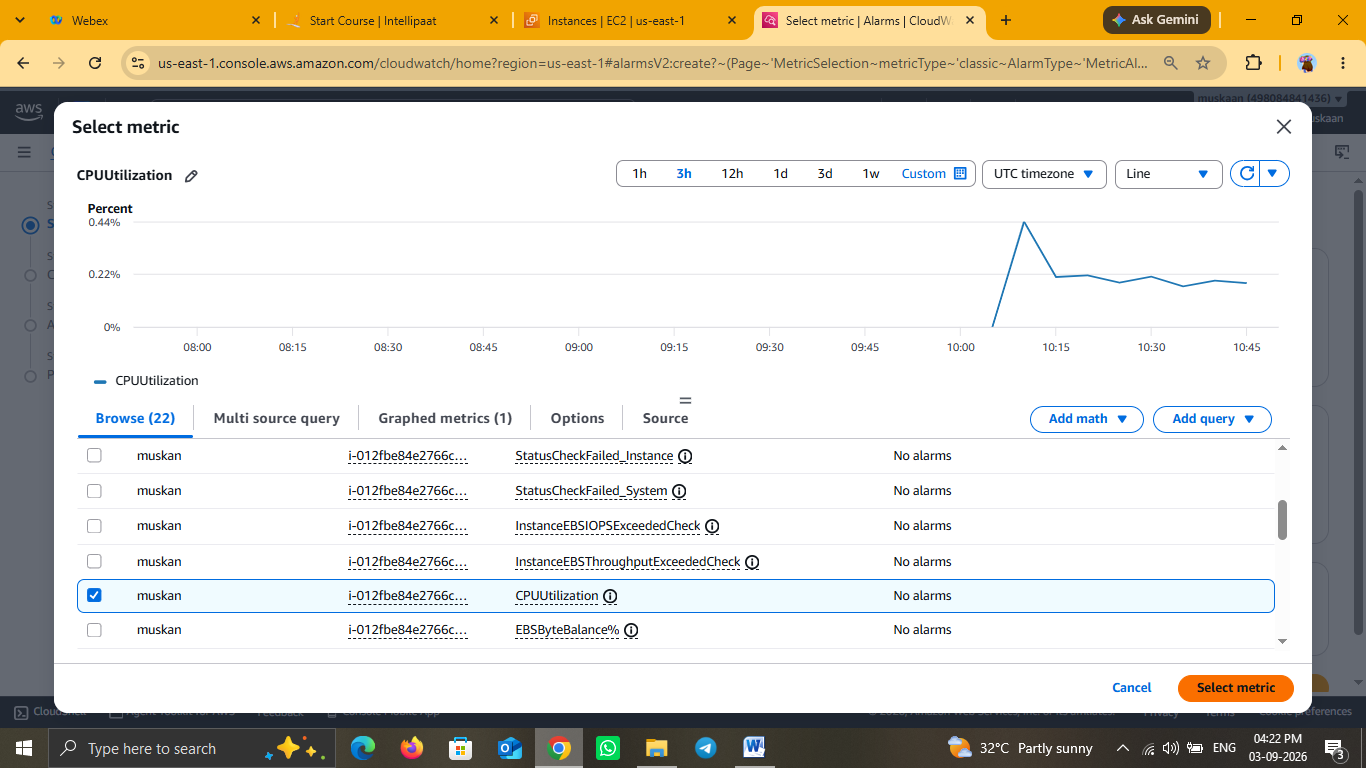 Webex
Start Course | Intellipaat
Instances | EC2 | us-east-1
Select metric | Alarms | CloudW
Ask Gemini
us-east-1.console.aws.amazon.com/cloudwatch/home?region=us-east-1#alarmsV2:create?~(Page~'MetricSelection~metricType~'classic~AlarmType~'MetricAl...
aws
muskaan (498084841436)
Select metric
CPUUtilization
1h 3h 12h 1d 3d 1w Custom
UTC timezone
Line
Percent
0.44%
0.22%
0%
08:00 08:15 08:30 08:45 09:00 09:15 09:30 09:45 10:00 10:15 10:30 10:45
CPUUtilization
Browse (22) Multi source query Graphed metrics (1) Options Source
Add math
Add query
muskan i-012fbe84e2766c... StatusCheckFailed_Instance No alarms
muskan i-012fbe84e2766c... StatusCheckFailed_System No alarms
muskan i-012fbe84e2766c... InstanceEBSIOPSExceededCheck No alarms
muskan i-012fbe84e2766c... InstanceEBSThroughputExceededCheck No alarms
muskan i-012fbe84e2766c... CPUUtilization No alarms
muskan i-012fbe84e2766c... EBSByteBalance% No alarms
Cancel
Select metric
Type here to search
32°C Partly sunny
ENG
04:22 PM
03-09-2026
3